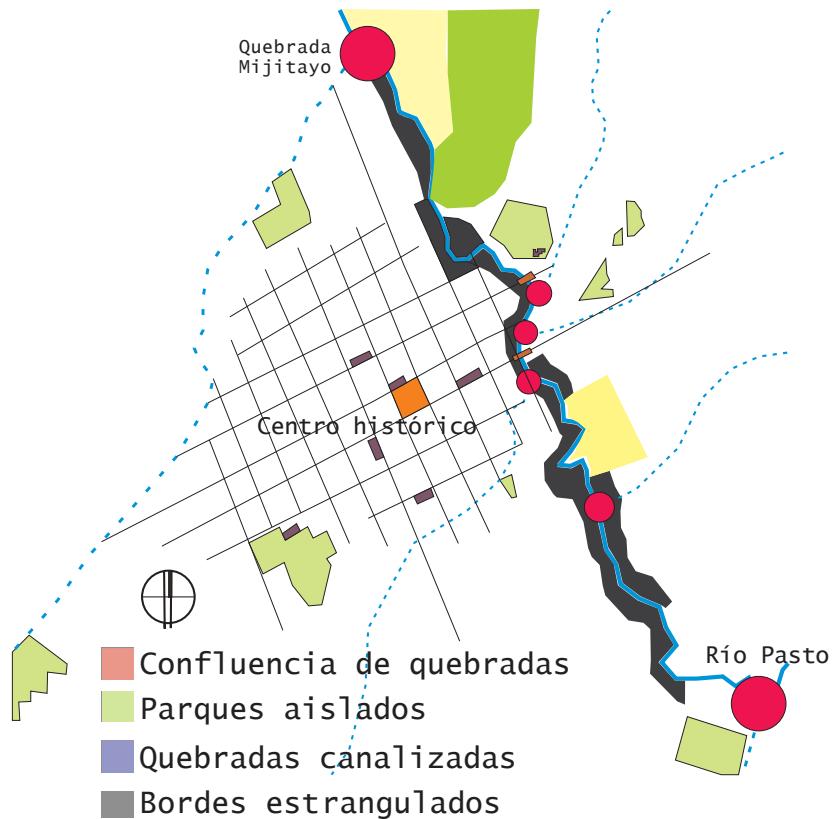 Quebrada
Mijitayo
Centro histórico
Río Pasto
Confluencia de quebradas
Parques aislados
Quebradas canalizadas
Bordes estrangulados